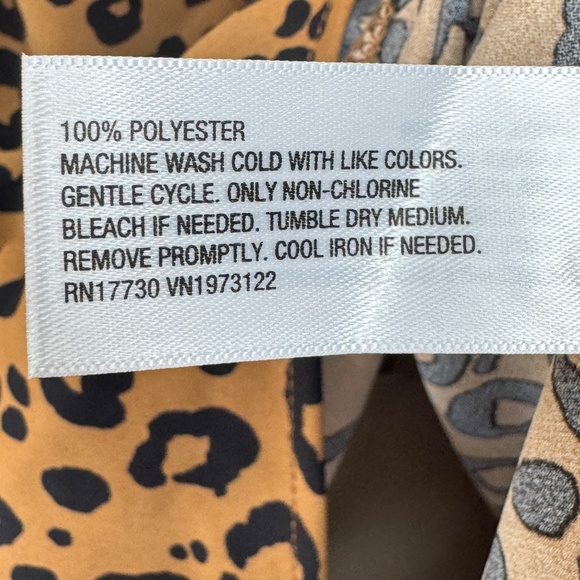 100% POLYESTER
MACHINE WASH COLD WITH LIKE COLORS.
GENTLE CYCLE. ONLY NON-CHLORINE
BLEACH IF NEEDED. TUMBLE DRY MEDIUM.
REMOVE PROMPTLY. COOL IRON IF NEEDED.
RN17730 VN1973122